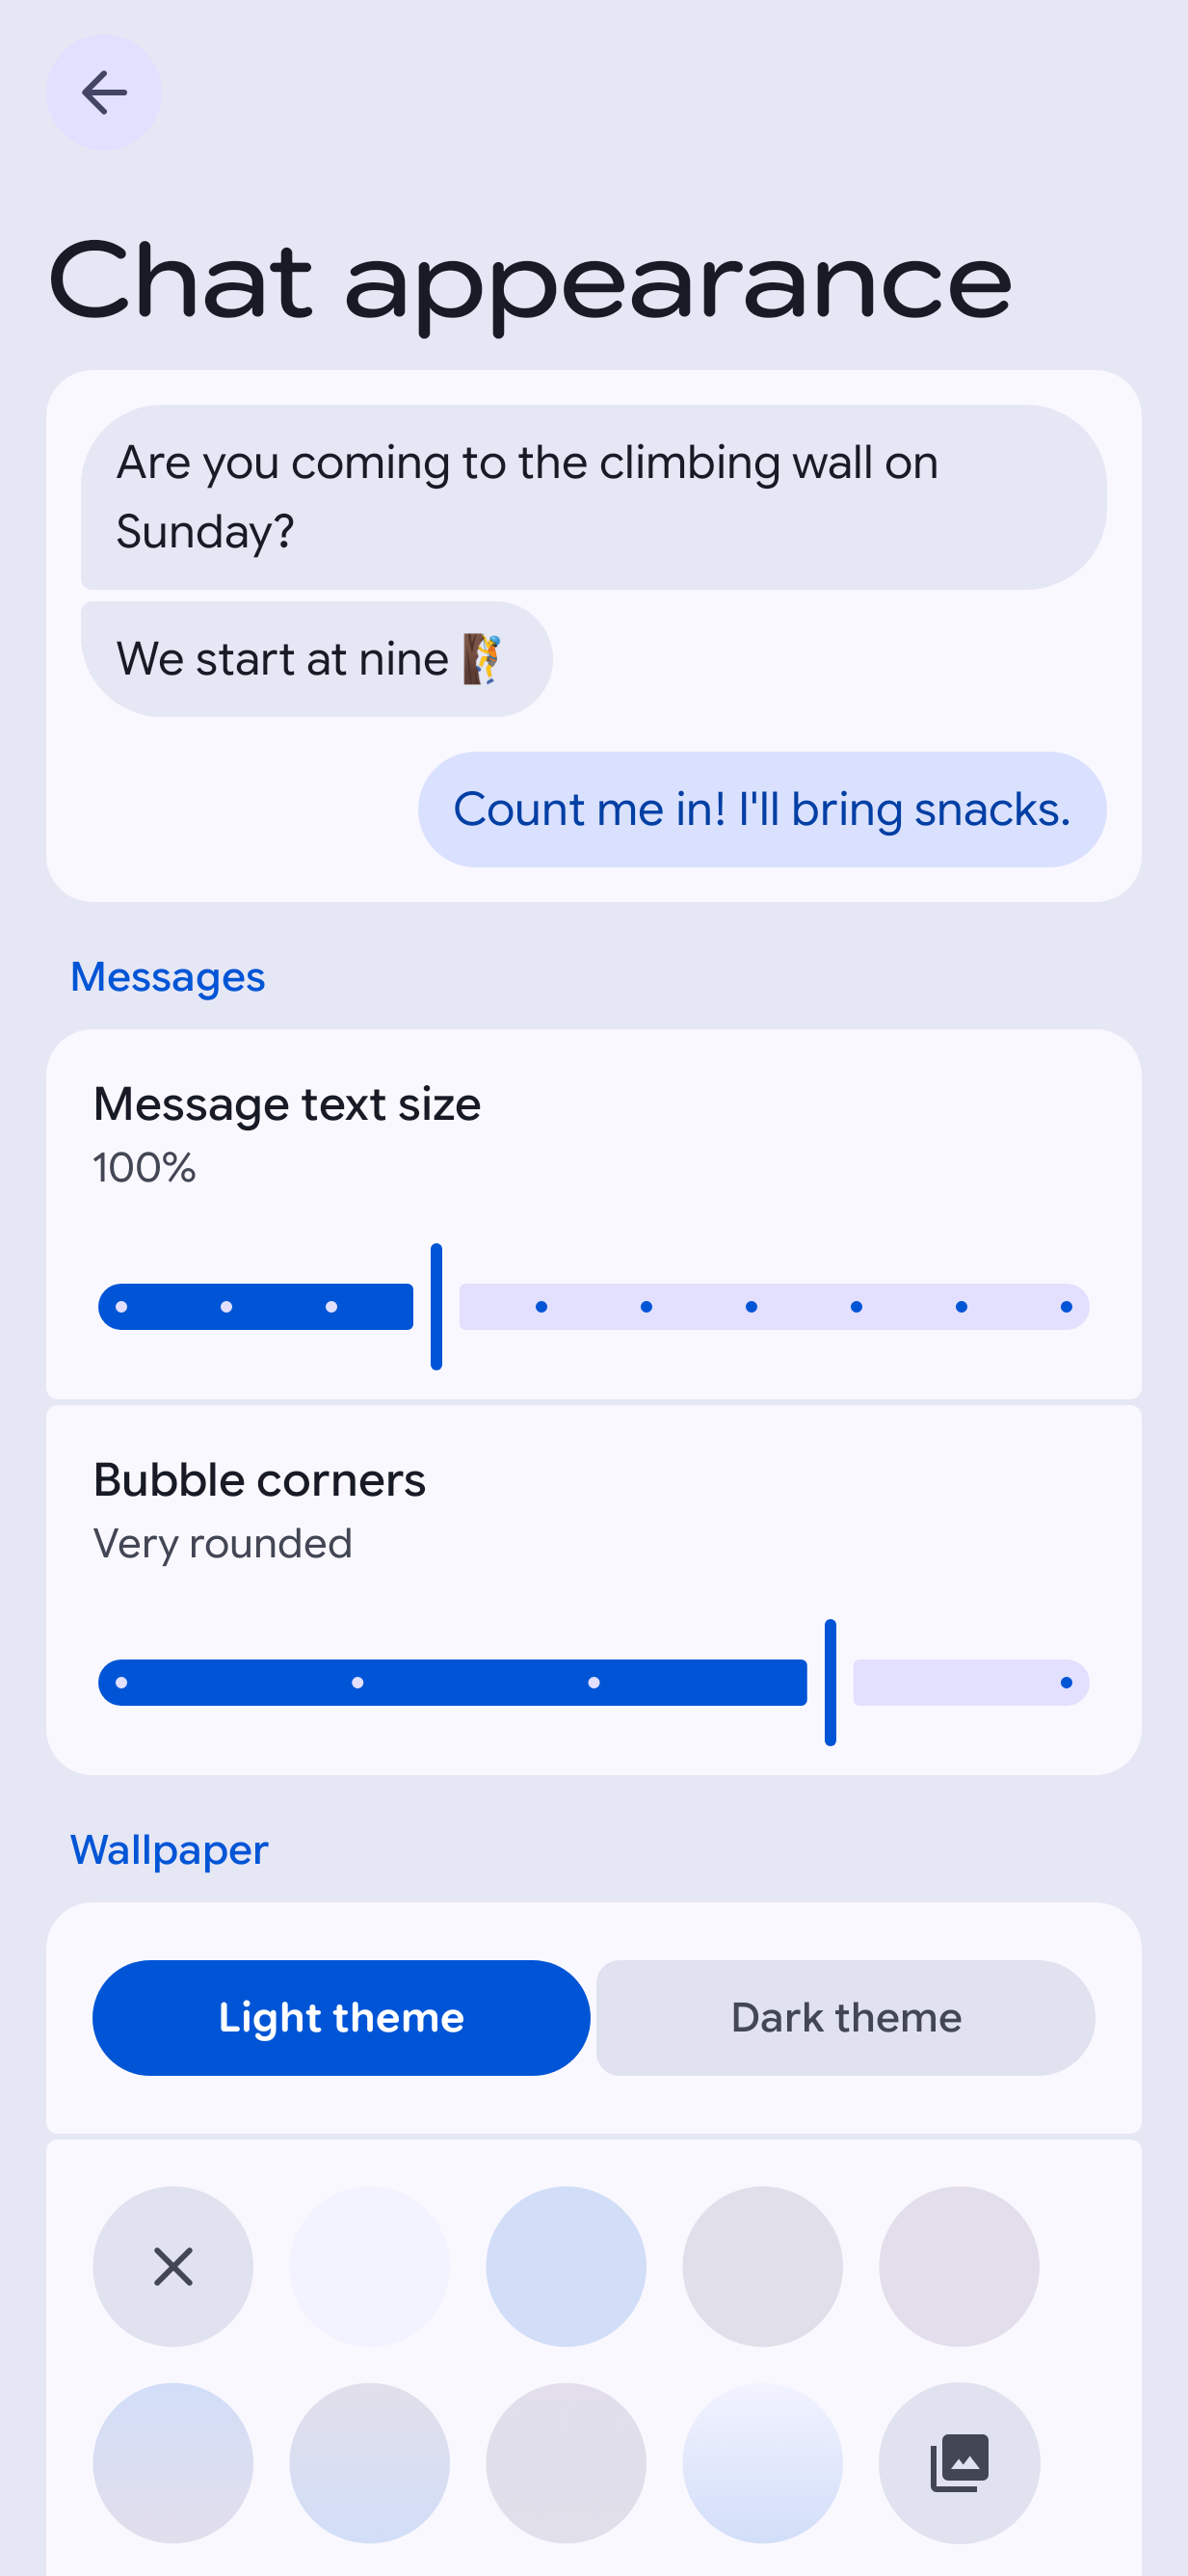 Chat appearance
Are you coming to the climbing wall on
Sunday?
We start at nine 🧗
Count me in! I'll bring snacks.
Messages
Message text size
100%
Bubble corners
Very rounded
Wallpaper
Light theme
Dark theme